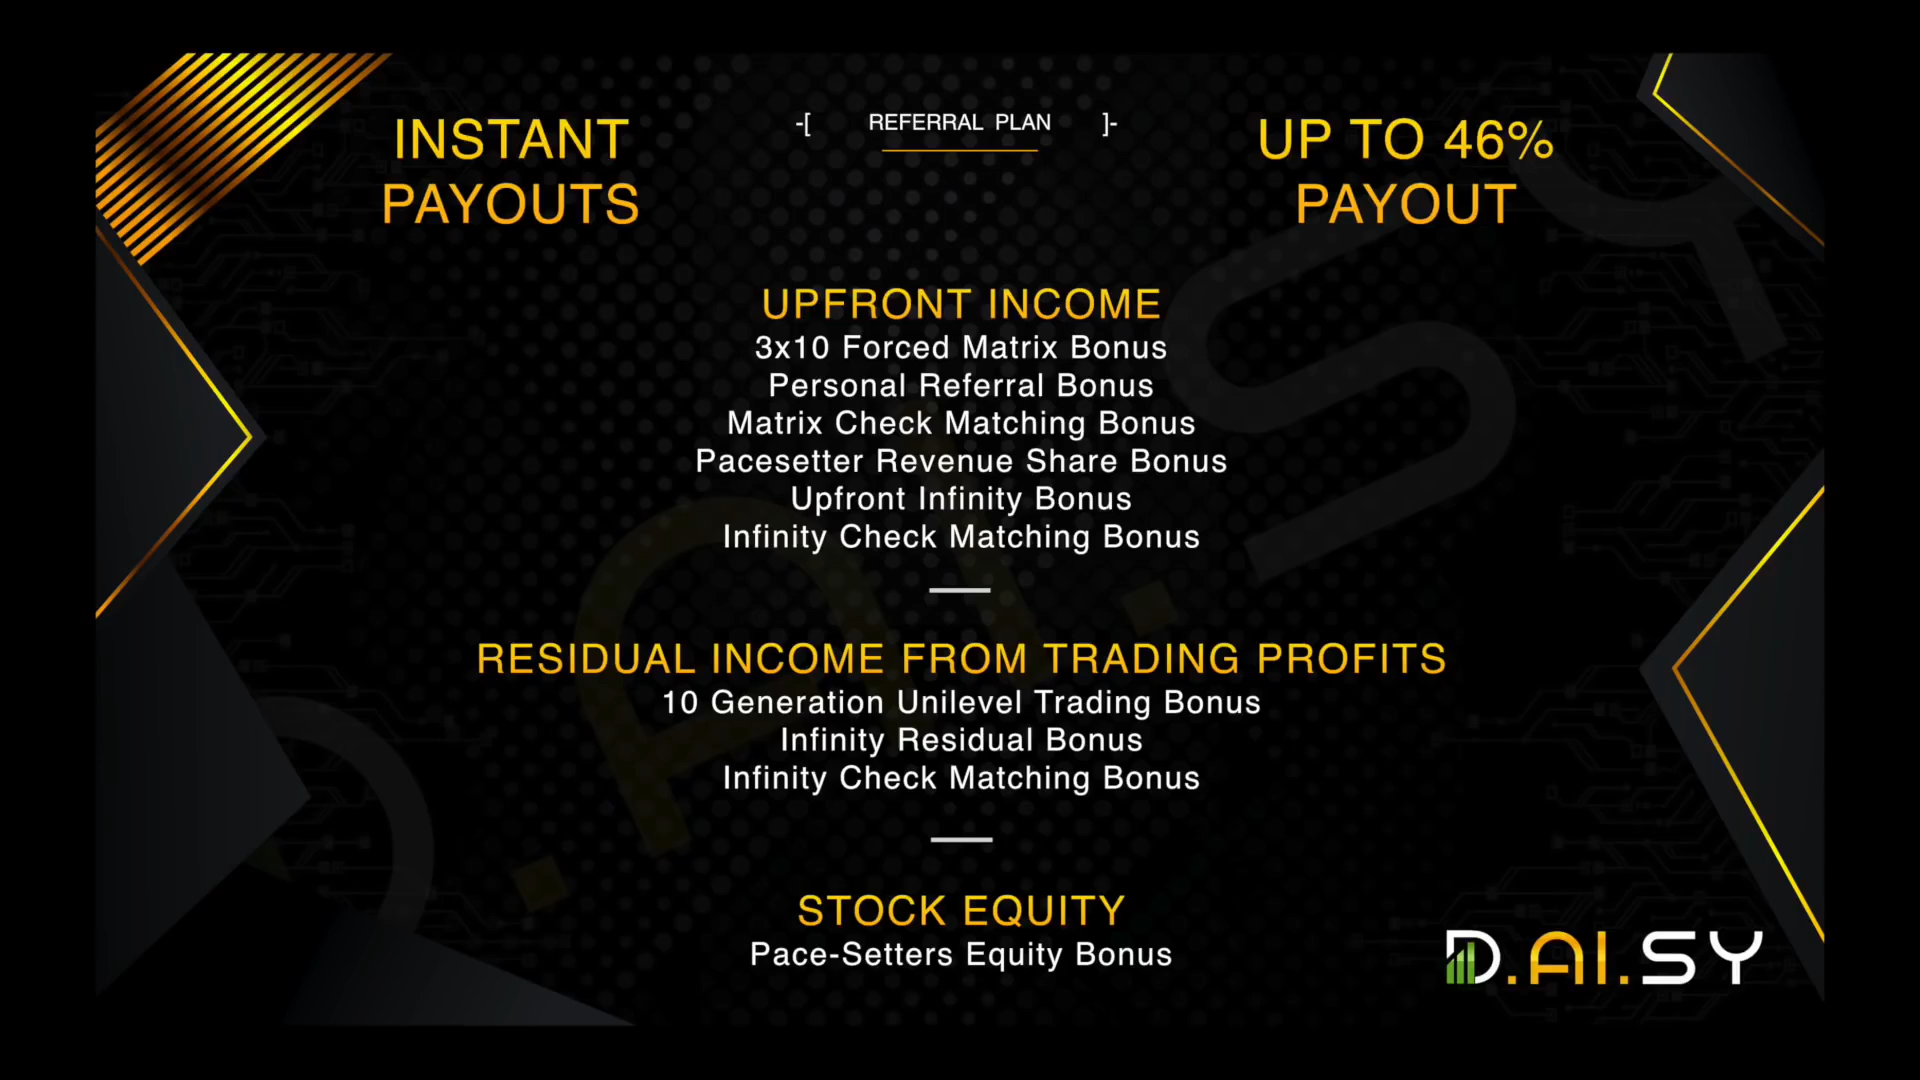 INSTANT
PAYOUTS
-[ REFERRAL PLAN ]-
UP TO 46%
PAYOUT
UPFRONT INCOME
3x10 Forced Matrix Bonus
Personal Referral Bonus
Matrix Check Matching Bonus
Pacesetter Revenue Share Bonus
Upfront Infinity Bonus
Infinity Check Matching Bonus
RESIDUAL INCOME FROM TRADING PROFITS
10 Generation Unilevel Trading Bonus
Infinity Residual Bonus
Infinity Check Matching Bonus
STOCK EQUITY
Pace-Setters Equity Bonus
D.AI.SY